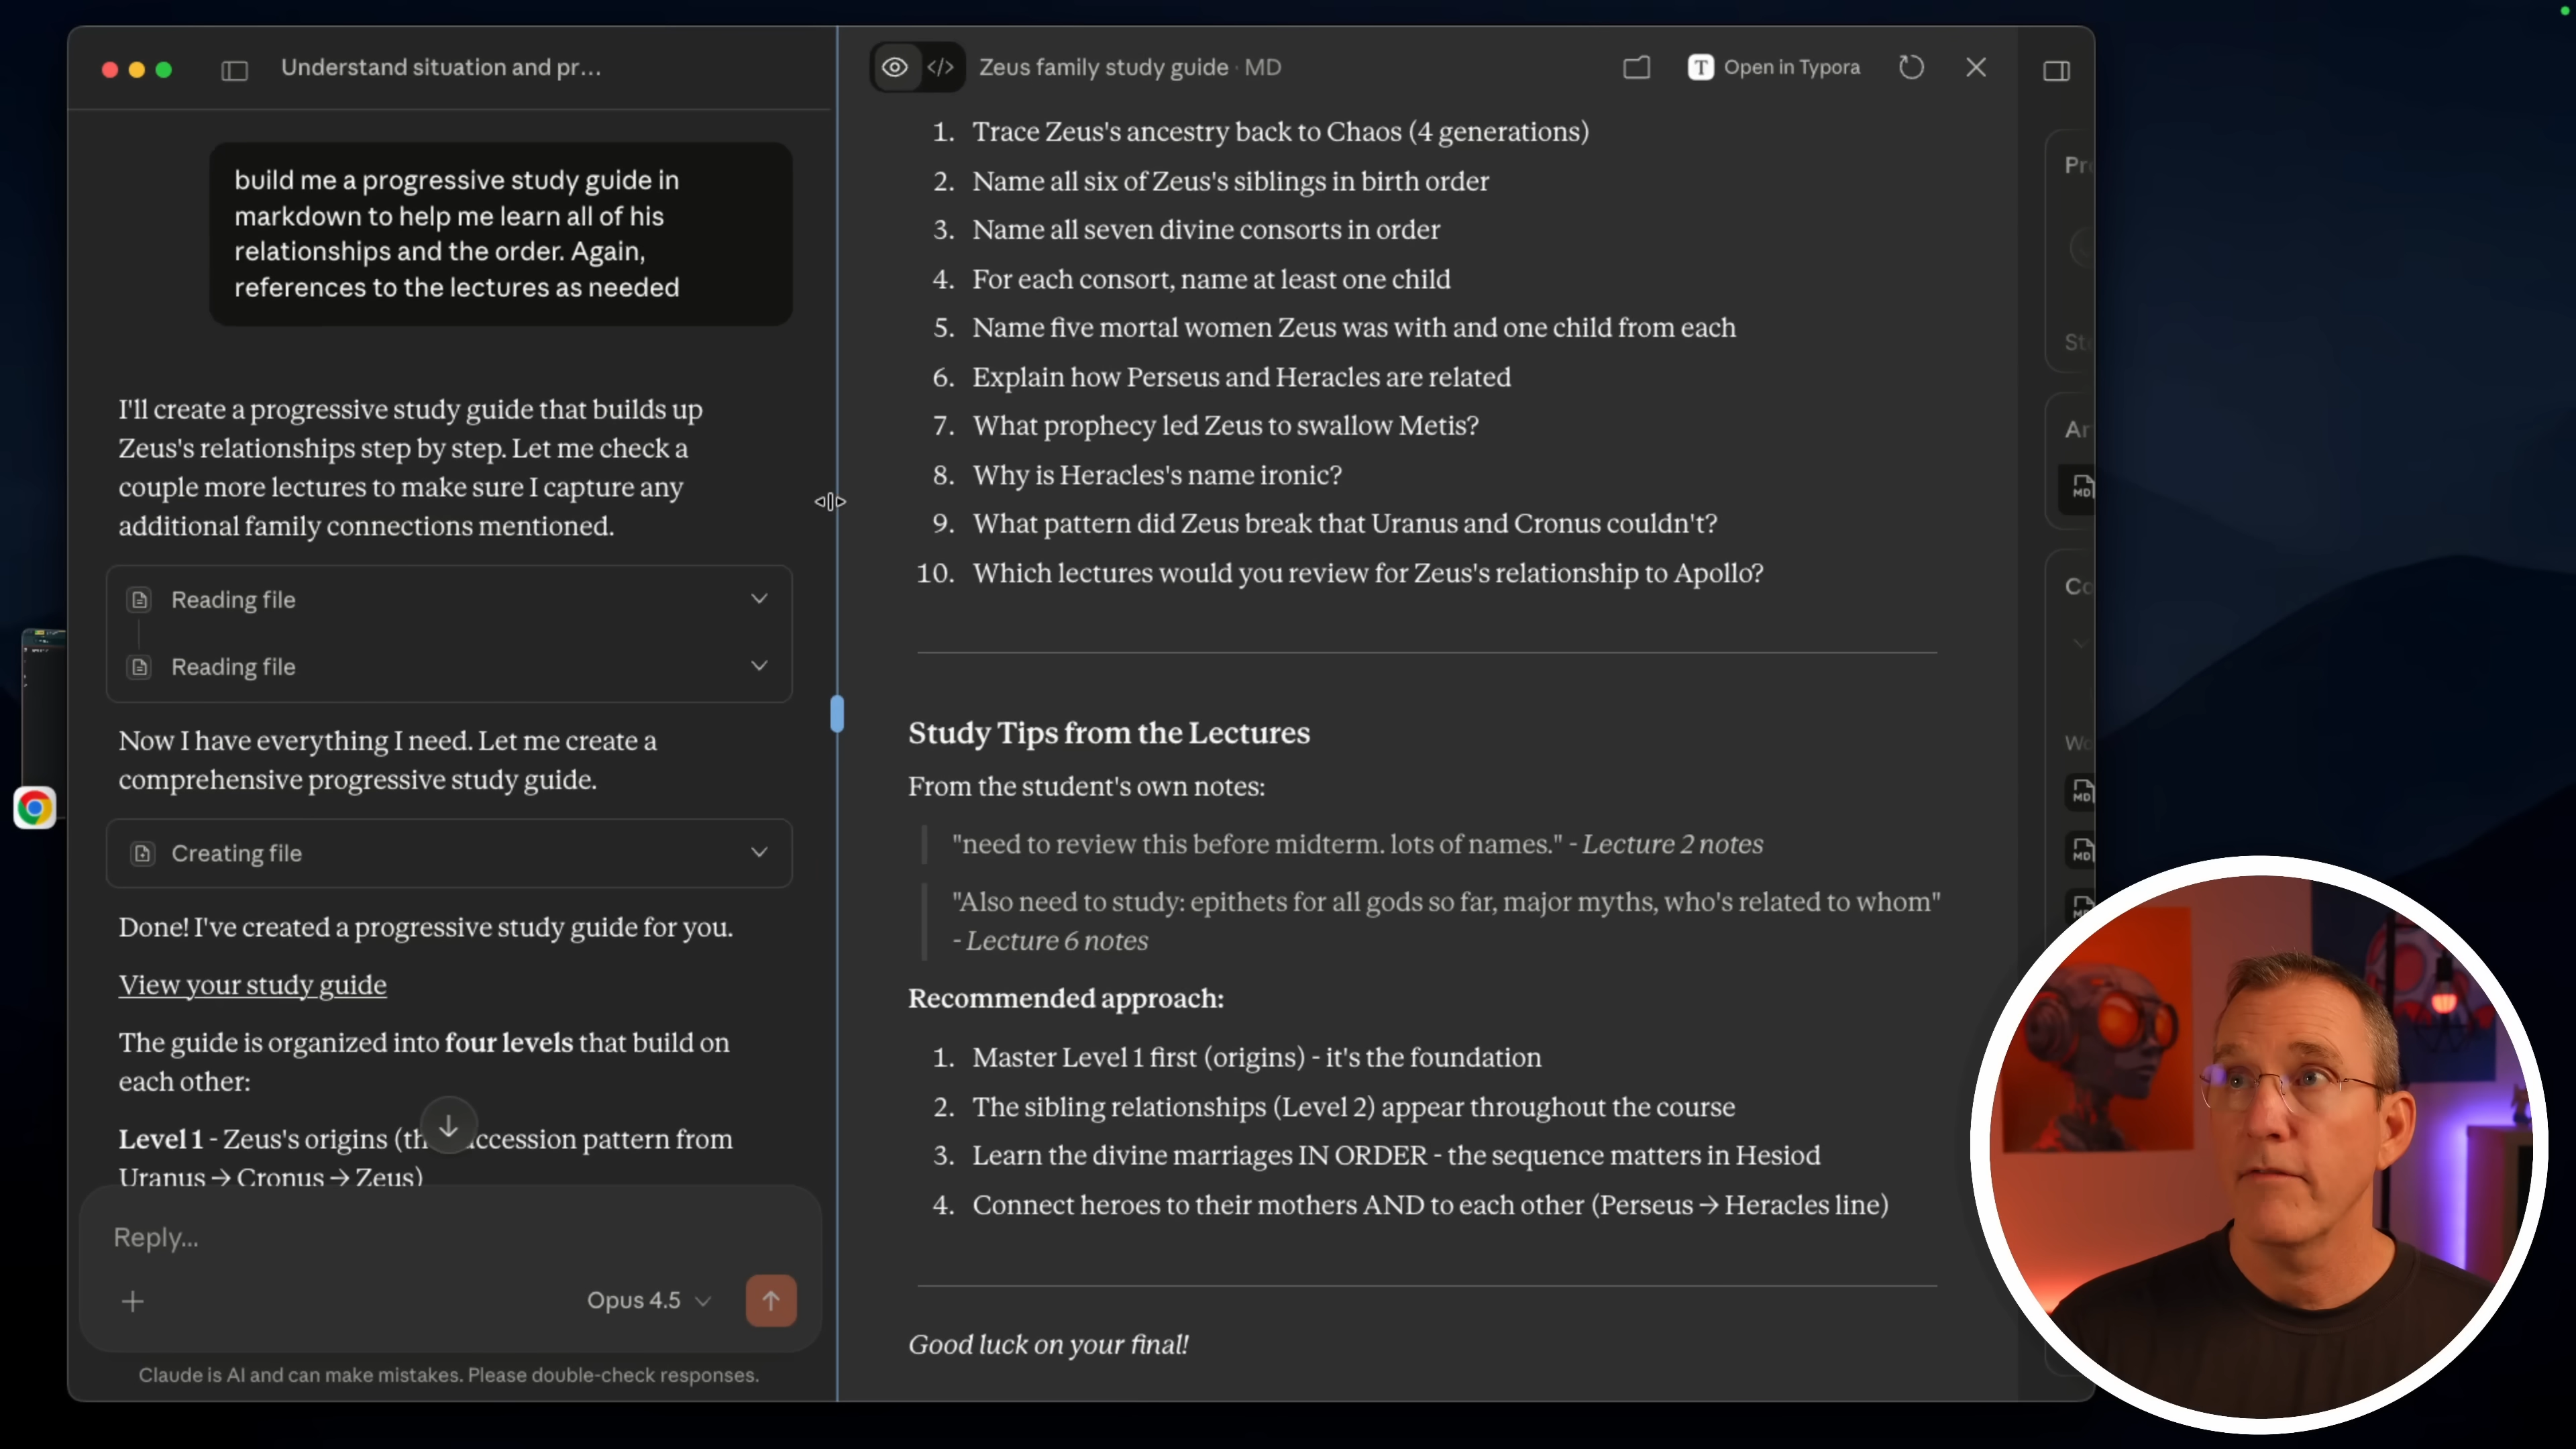 Understand situation and pr...
build me a progressive study guide in
markdown to help me learn all of his
relationships and the order. Again,
references to the lectures as needed
I'll create a progressive study guide that builds up
Zeus's relationships step by step. Let me check a
couple more lectures to make sure I capture any
additional family connections mentioned.
Reading file
Reading file
Now I have everything I need. Let me create a
comprehensive progressive study guide.
Creating file
Done! I've created a progressive study guide for you.
View your study guide
The guide is organized into four levels that build on
each other:
Level 1 - Zeus's origins (th ccession pattern from
Uranus → Cronus → Zeus)
Reply...
Opus 4.5
Claude is AI and can make mistakes. Please double-check responses.
Zeus family study guide · MD
T Open in Typora
1. Trace Zeus's ancestry back to Chaos (4 generations)
2. Name all six of Zeus's siblings in birth order
3. Name all seven divine consorts in order
4. For each consort, name at least one child
5. Name five mortal women Zeus was with and one child from each
6. Explain how Perseus and Heracles are related
7. What prophecy led Zeus to swallow Metis?
8. Why is Heracles's name ironic?
9. What pattern did Zeus break that Uranus and Cronus couldn't?
10. Which lectures would you review for Zeus's relationship to Apollo?
Study Tips from the Lectures
From the student's own notes:
"need to review this before midterm. lots of names." - Lecture 2 notes
"Also need to study: epithets for all gods so far, major myths, who's related to whom"
- Lecture 6 notes
Recommended approach:
1. Master Level 1 first (origins) - it's the foundation
2. The sibling relationships (Level 2) appear throughout the course
3. Learn the divine marriages IN ORDER - the sequence matters in Hesiod
4. Connect heroes to their mothers AND to each other (Perseus → Heracles line)
Good luck on your final!
Pr
St
Ar
MD
Co
Wo
MD
MD